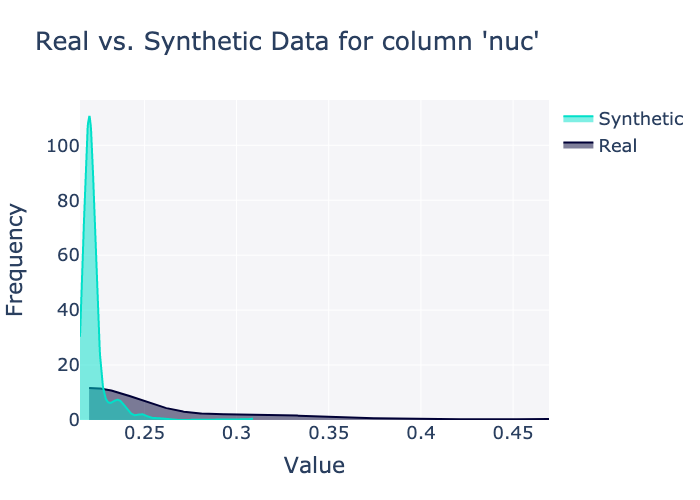 Real vs. Synthetic Data for column 'nuc'
Synthetic
Real
Frequency
100
80
60
40
20
0
0.25
0.3
0.35
0.4
0.45
Value